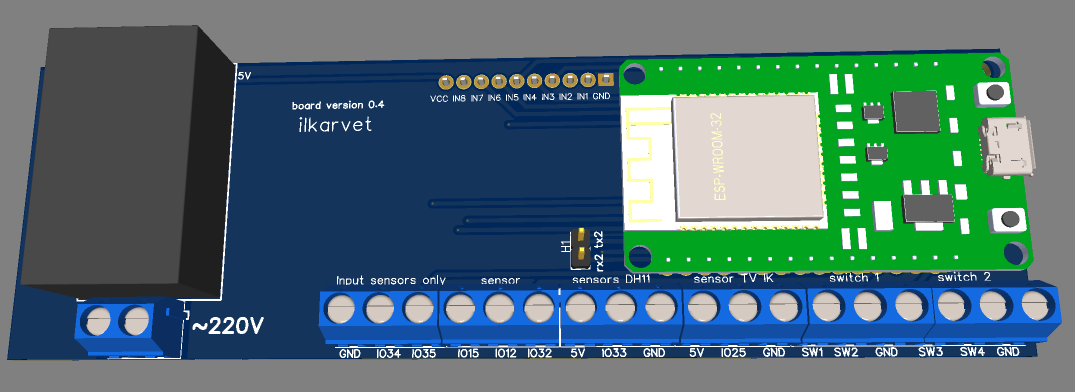 5V
VCC IN8 IN7 IN6 IN5 IN4 IN3 IN2 IN1 GND
board version 0.4
ilkarvet
ESP-WROOM-32
H1
rx2 tx2
Input sensors only
sensor
sensors DH11
sensor TV IK
switch 1
switch 2
~220V
GND IO34 IO35 IO15 IO12 IO32 5V IO33 GND 5V IO25 GND SW1 SW2 GND SW3 SW4 GND